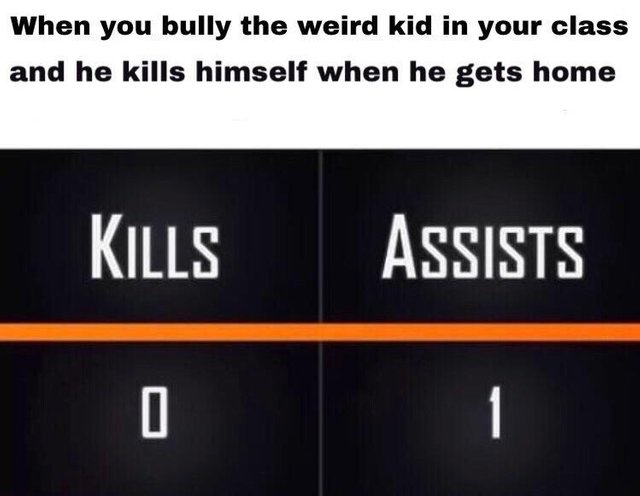 When you bully the weird kid in your class
and he kills himself when he gets home
KILLS ASSISTS
0 1